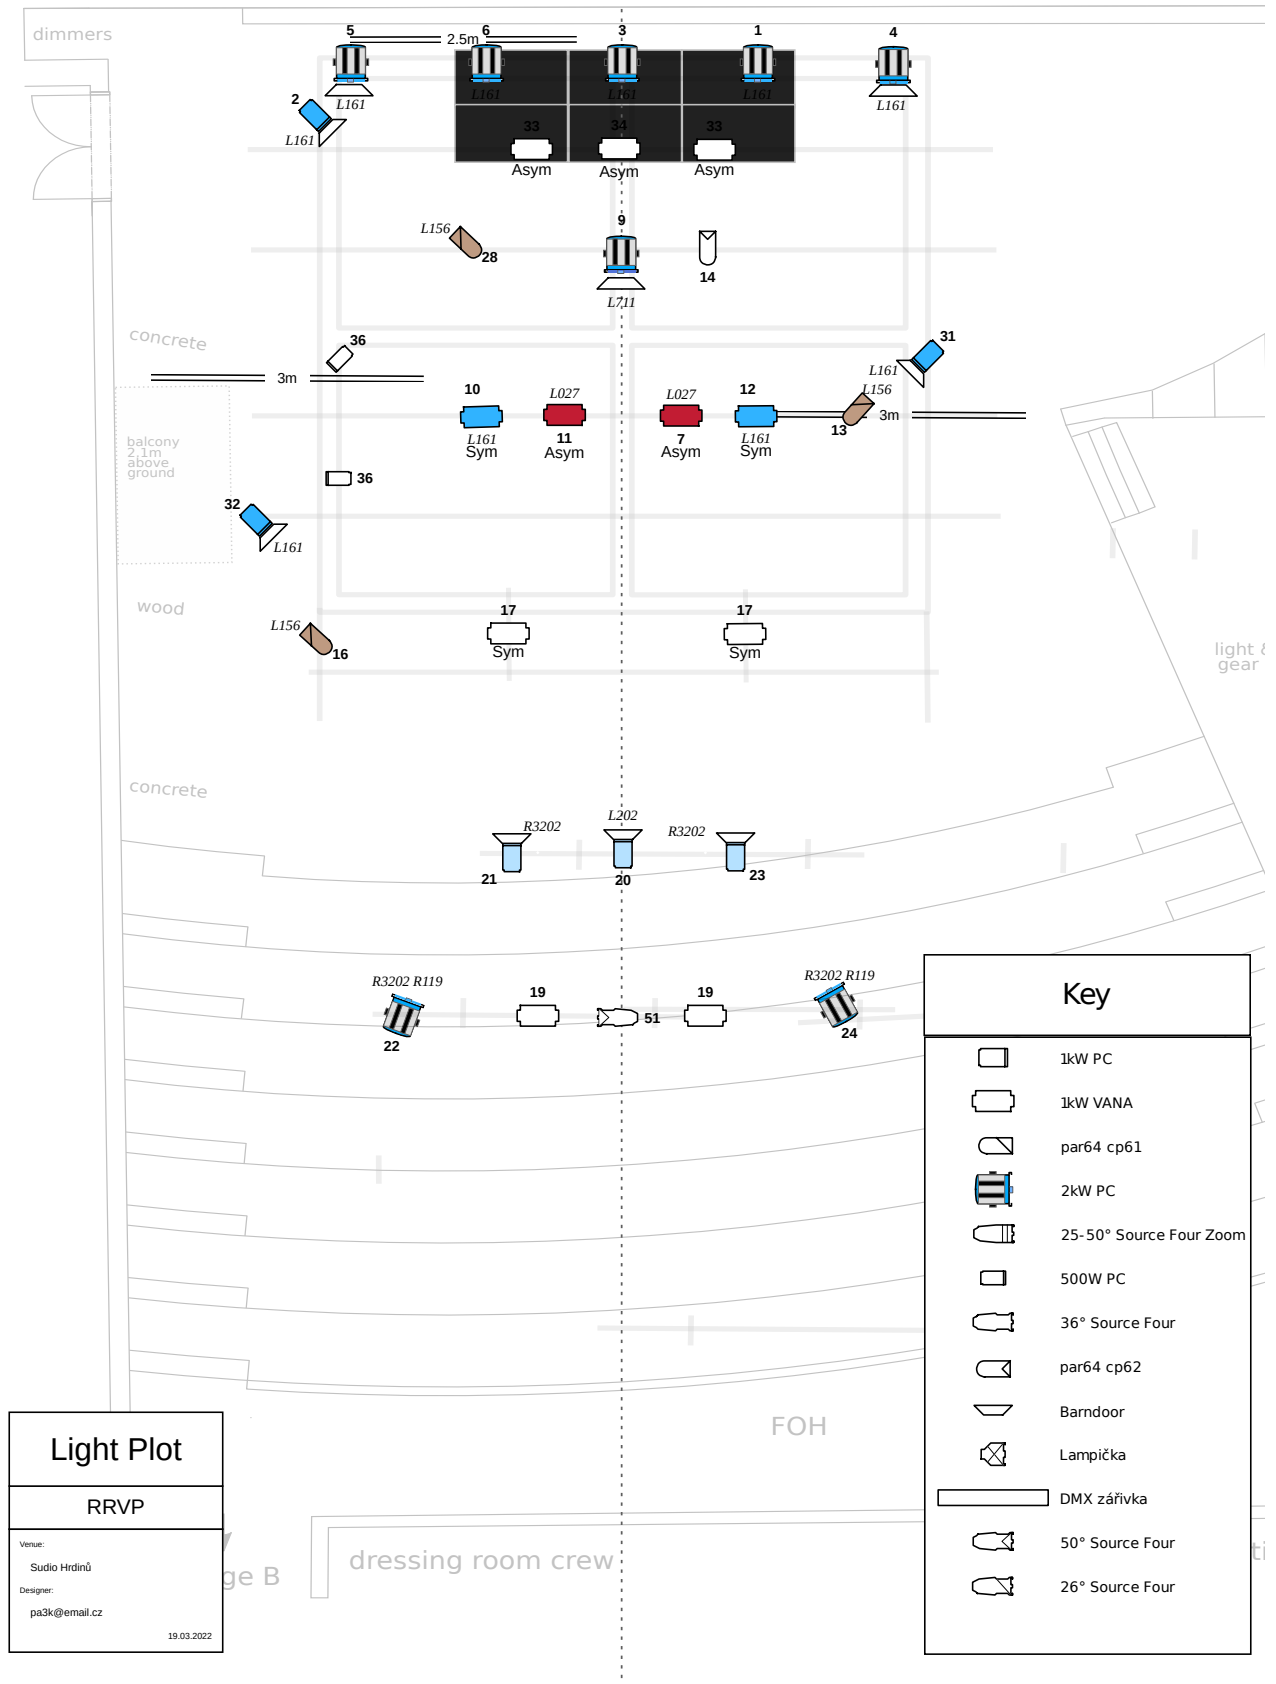 dimmers
5
2.5m
6
3
1
4
L161
L161
L161
L161
L161
2
L161
33
34
33
Asym
Asym
Asym
L156
28
9
L711
14
concrete
36
3m
31
L161
L156
13
3m
10
L161
Sym
L027
11
Asym
L027
7
Asym
12
L161
Sym
balcony
2.1m
above
ground
36
32
L161
wood
L156
16
17
Sym
17
Sym
light &
gear
concrete
R3202
21
L202
20
R3202
23
R3202 R119
22
19
51
19
R3202 R119
24
Key
1kW PC
1kW VANA
par64 cp61
2kW PC
25-50° Source Four Zoom
500W PC
36° Source Four
par64 cp62
Barndoor
Lampička
DMX zářivka
50° Source Four
26° Source Four
FOH
dressing room crew
ge B
Light Plot
RRVP
Venue:
Sudio Hrdinů
Designer:
pa3k@email.cz
19.03.2022